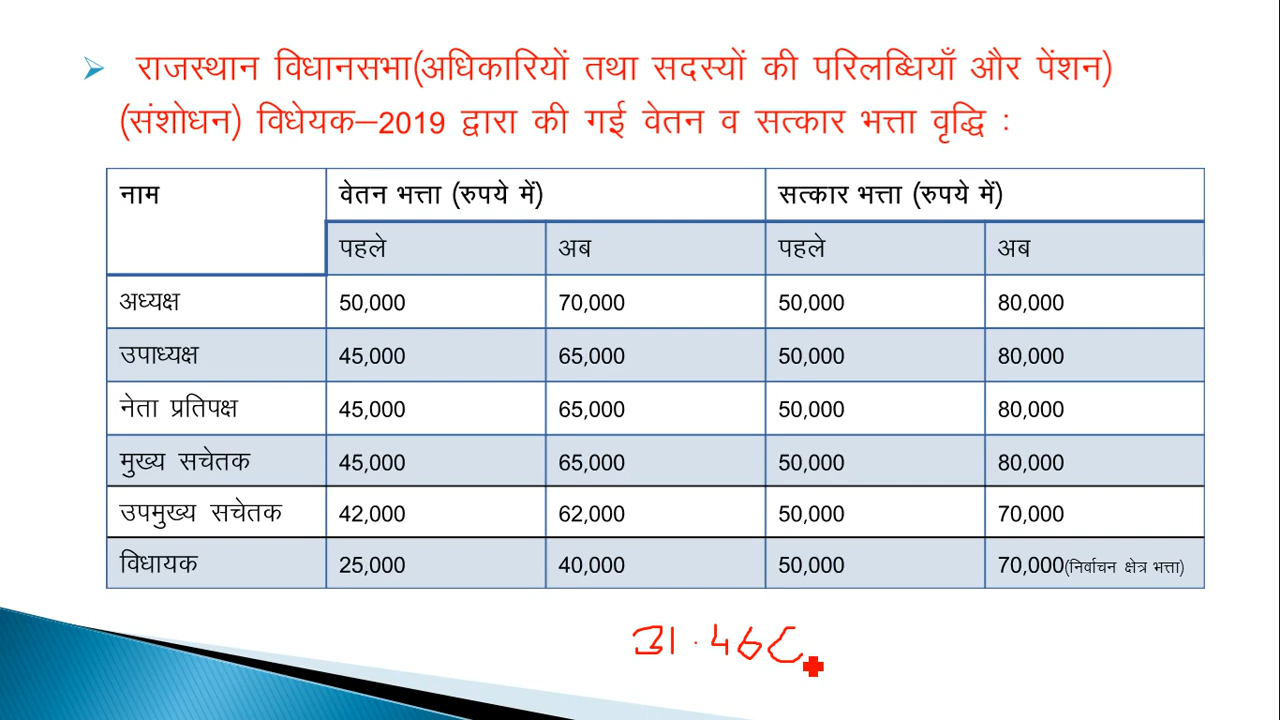 राजस्थान विधानसभा(अधिकारियों तथा सदस्यों की परिलब्धियाँ और पेंशन)
(संशोधन) विधेयक–2019 द्वारा की गई वेतन व सत्कार भत्ता वृद्धि :
नाम वेतन भत्ता (रुपये में) सत्कार भत्ता (रुपये में)
पहले अब पहले अब
अध्यक्ष 50,000 70,000 50,000 80,000
उपाध्यक्ष 45,000 65,000 50,000 80,000
नेता प्रतिपक्ष 45,000 65,000 50,000 80,000
मुख्य सचेतक 45,000 65,000 50,000 80,000
उपमुख्य सचेतक 42,000 62,000 50,000 70,000
विधायक 25,000 40,000 50,000 70,000(निर्वाचन क्षेत्र भत्ता)
31.46